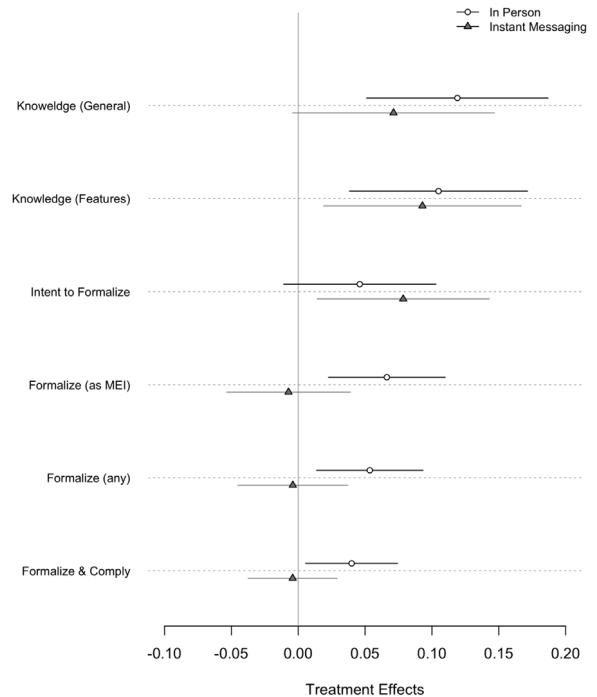 In Person
Instant Messaging
Knoweldge (General)
Knowledge (Features)
Intent to Formalize
Formalize (as MEI)
Formalize (any)
Formalize & Comply
-0.10 -0.05 0.00 0.05 0.10 0.15 0.20
Treatment Effects